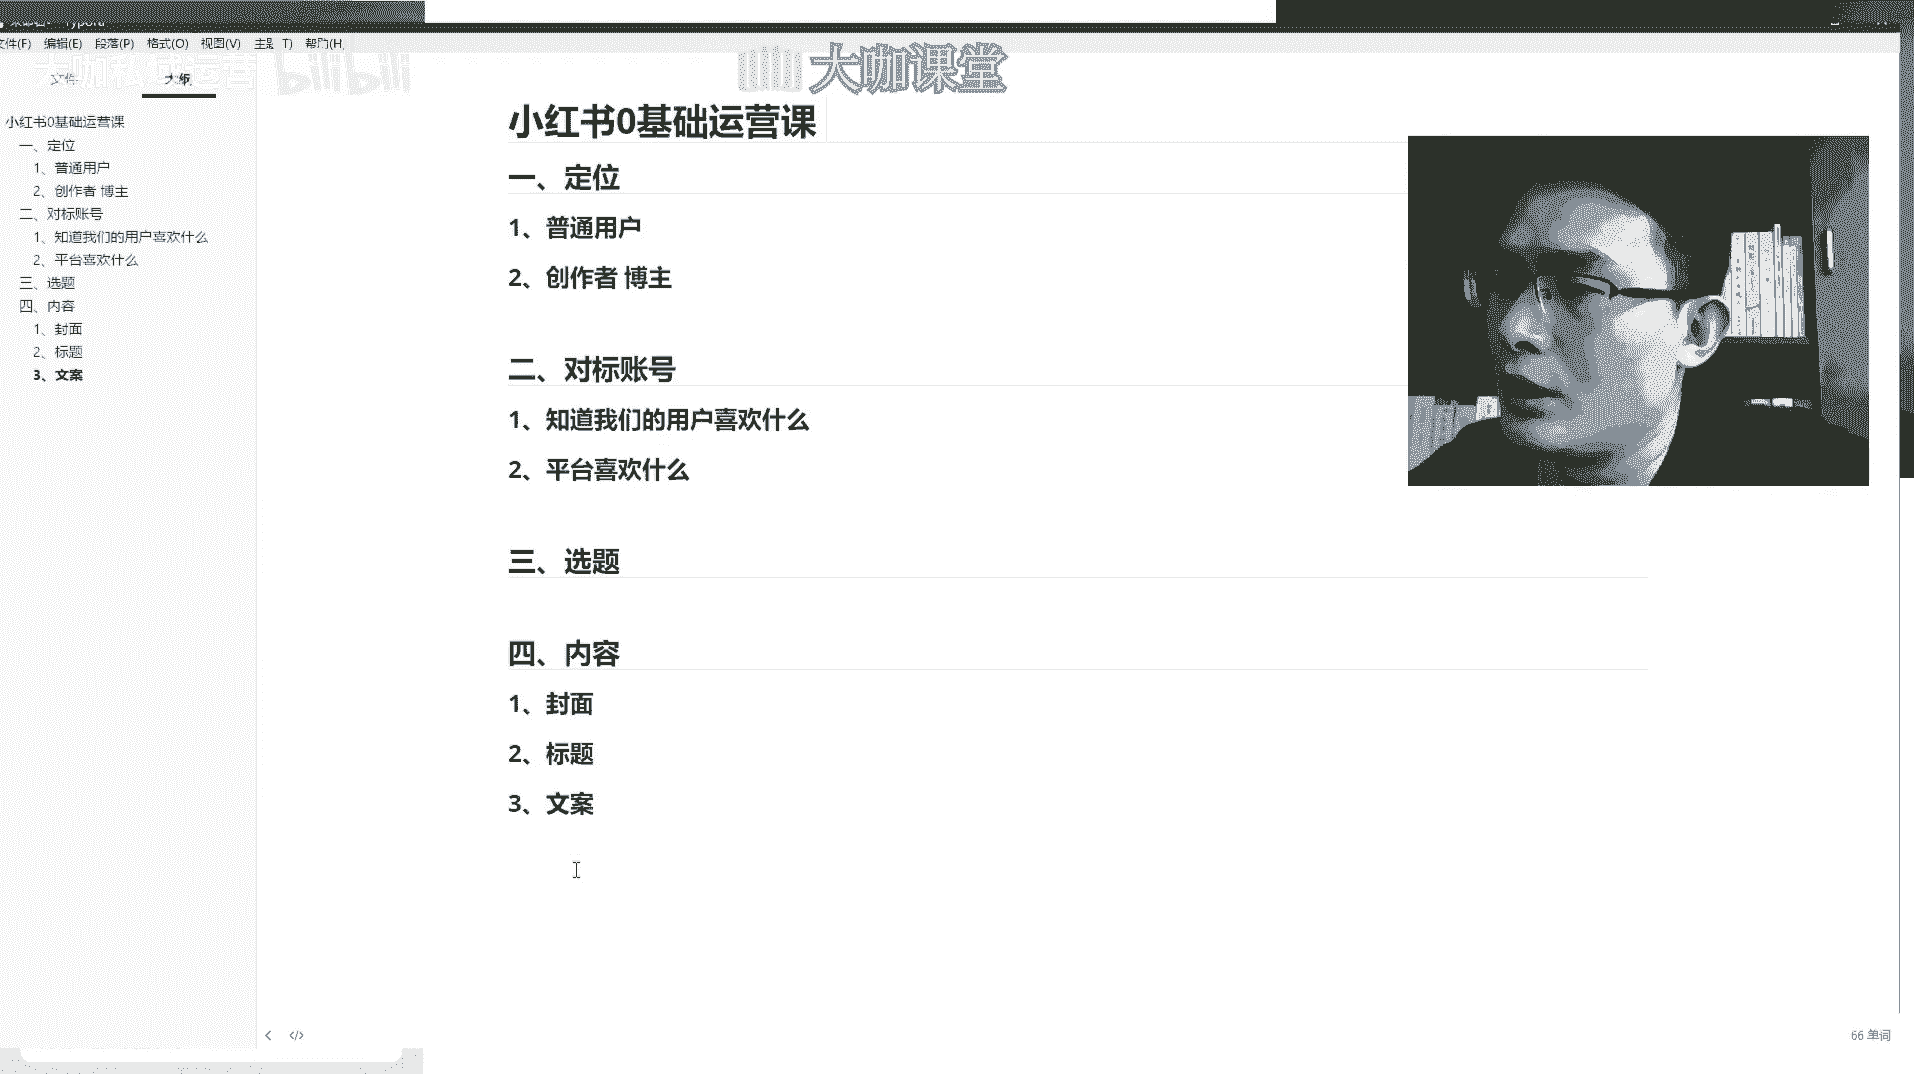 文件(F) 编辑(E) 段落(P) 格式(O) 视图(V) 主题(T) 帮助(H)
大纲
bilibili
大咖课堂
小红书0基础运营课
一、定位
1、普通用户
2、创作者 博主
二、对标账号
1、知道我们的用户喜欢什么
2、平台喜欢什么
三、选题
四、内容
1、封面
2、标题
3、文案
小红书0基础运营课
一、定位
1、普通用户
2、创作者 博主
二、对标账号
1、知道我们的用户喜欢什么
2、平台喜欢什么
三、选题
四、内容
1、封面
2、标题
3、文案
66 单词